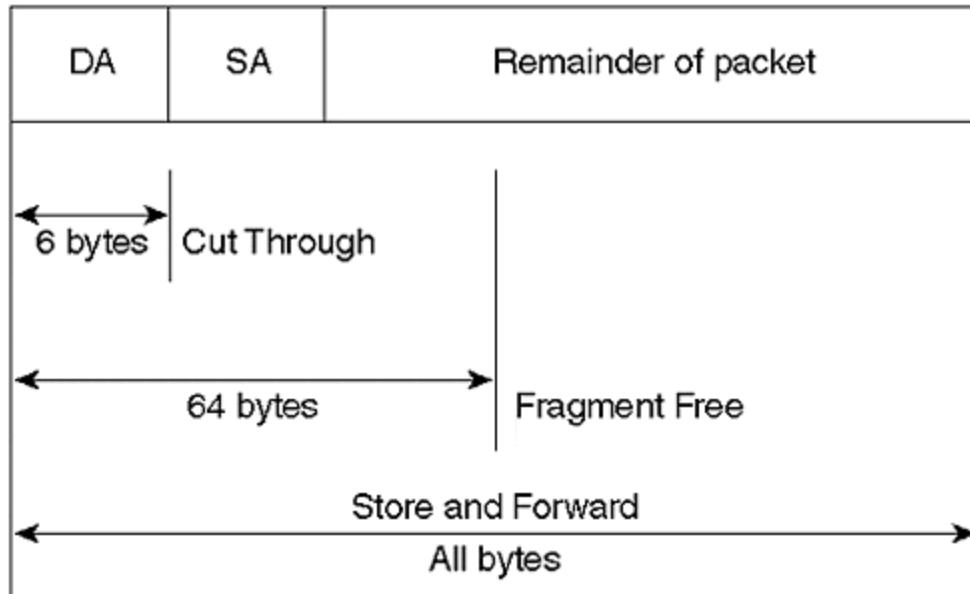 DA SA Remainder of packet
6 bytes Cut Through
64 bytes Fragment Free
Store and Forward
All bytes